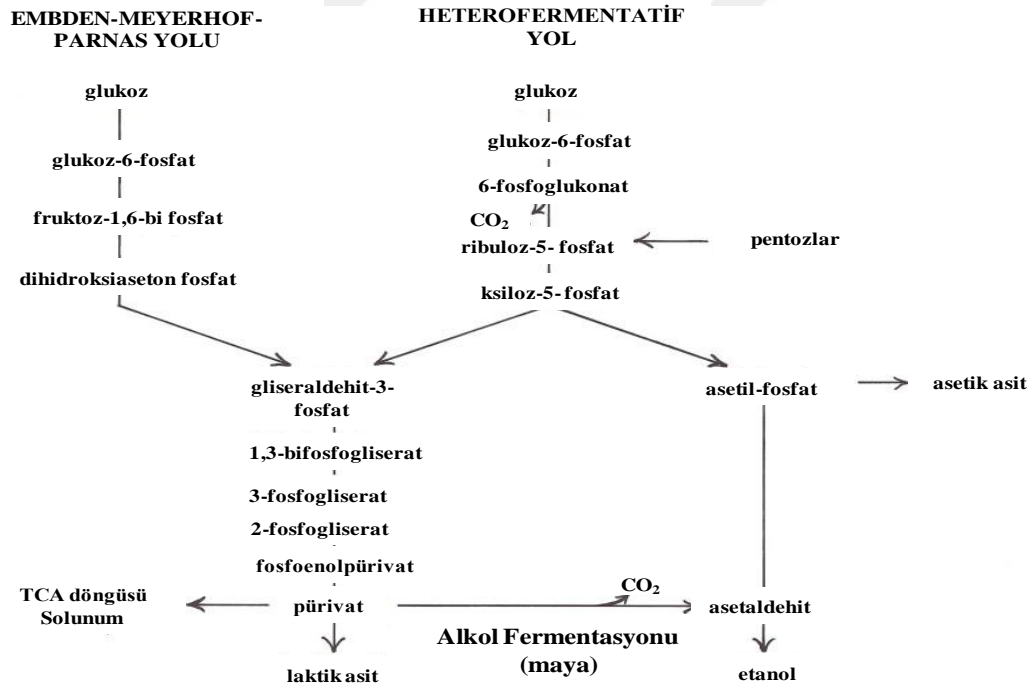 EMBDEN-MEYERHOF-
PARNAS YOLU
glukoz
glukoz-6-fosfat
fruktoz-1,6-bi fosfat
dihidroksiaseton fosfat
HETEROFERMENTATİF
YOL
glukoz
glukoz-6-fosfat
6-fosfoglukonat
CO₂
ribuloz-5- fosfat
pentozlar
ksiloz-5-fosfat
gliseraldehit-3-
fosfat
asetil-fosfat
asetik asit
1,3-bifosfogliserat
3-fosfogliserat
2-fosfogliserat
fosfoenolpürivat
TCA döngüsü
Solunum
pürivat
CO₂
asetaldehit
Alkol Fermentasyonu
(maya)
laktik asit
etanol